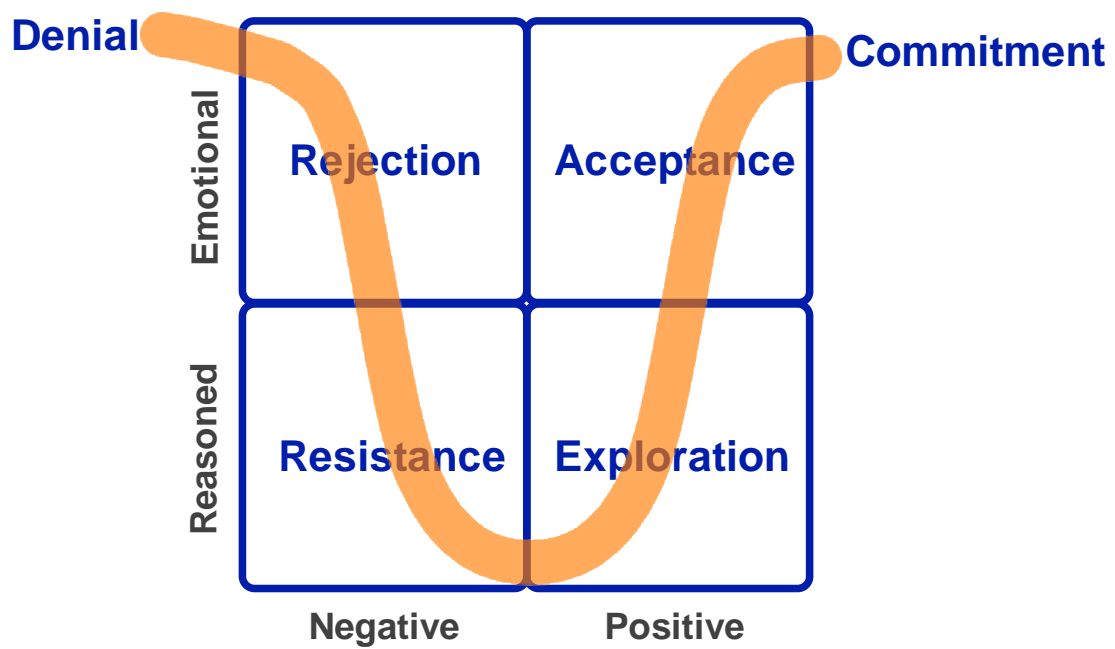 Denial
Commitment
Emotional
Rejection
Acceptance
Reasoned
Resistance
Exploration
Negative
Positive